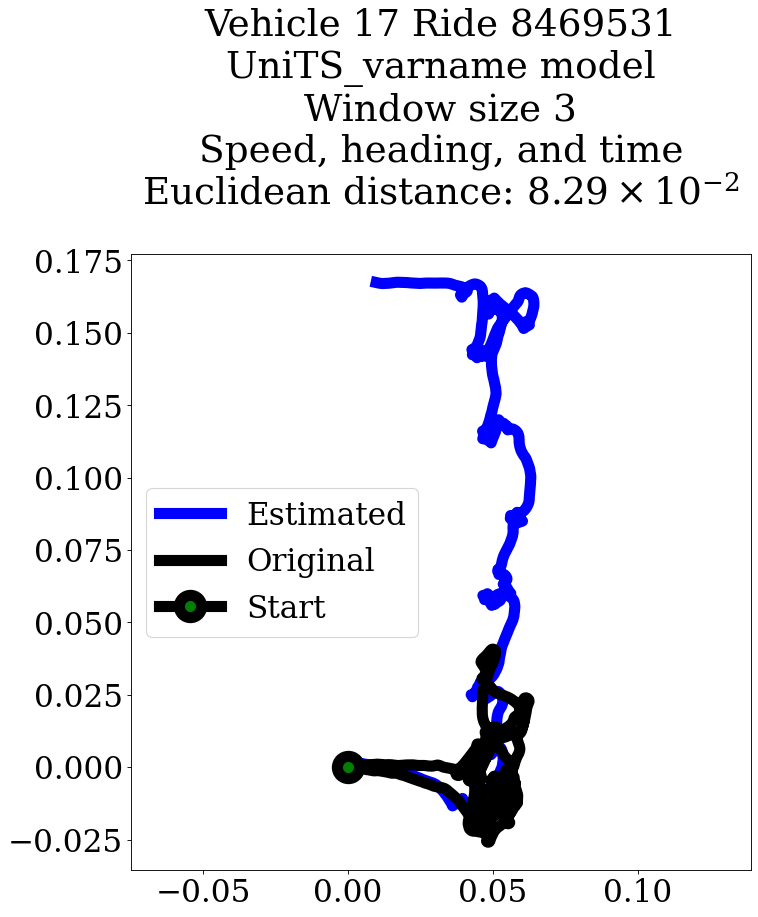 Vehicle 17 Ride 8469531
UniTS_varname model
Window size 3
Speed, heading, and time
Euclidean distance: 8.29 × 10⁻²
0.175
0.150
0.125
0.100
0.075
0.050
0.025
0.000
−0.025
Estimated
Original
Start
−0.05
0.00
0.05
0.10